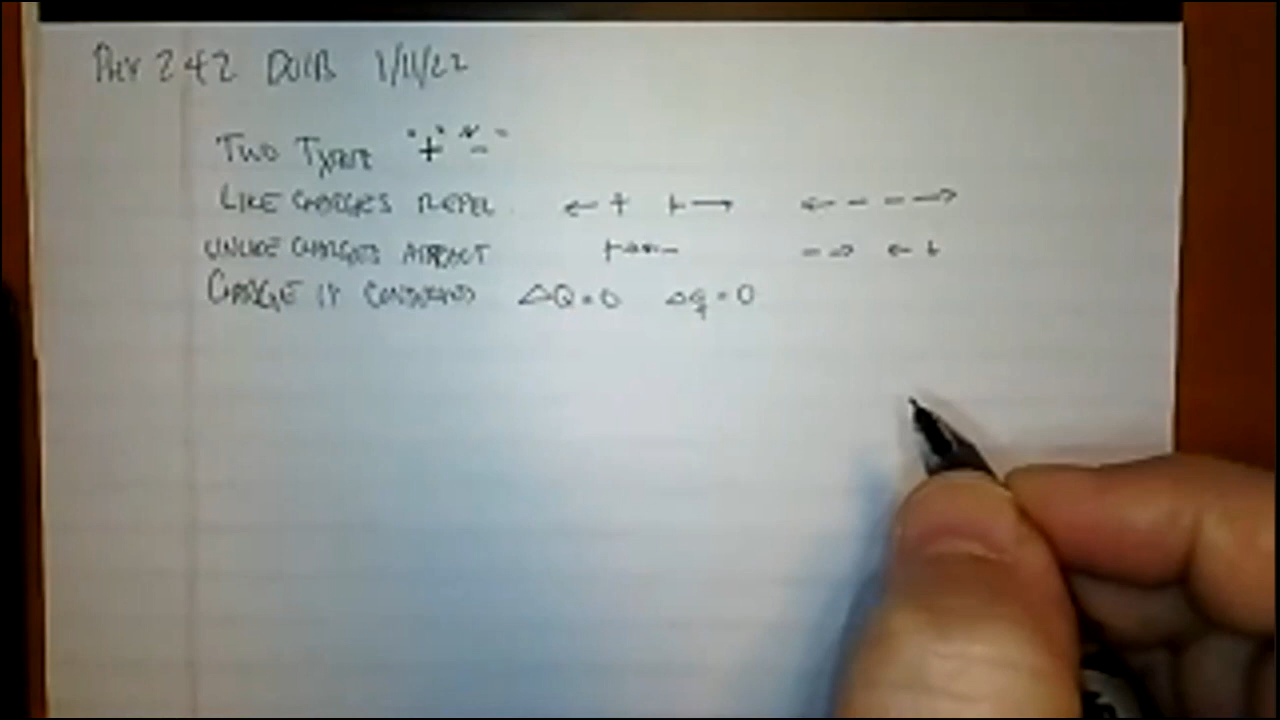 PHY 242 D01B 1/11/22
TWO TYPES "+" "-"
LIKE CHARGES REPEL ← + + → ← - - →
UNLIKE CHARGES ATTRACT + → ← - - → ← +
CHARGE IS CONSERVED ΔQ = 0 Δq = 0